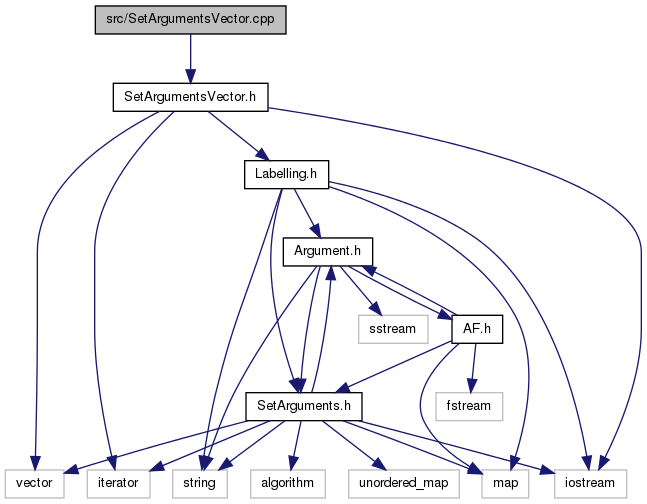 src/SetArgumentsVector.cpp
SetArgumentsVector.h
Labelling.h
Argument.h
sstream
AF.h
SetArguments.h
fstream
vector
iterator
string
algorithm
unordered_map
map
iostream